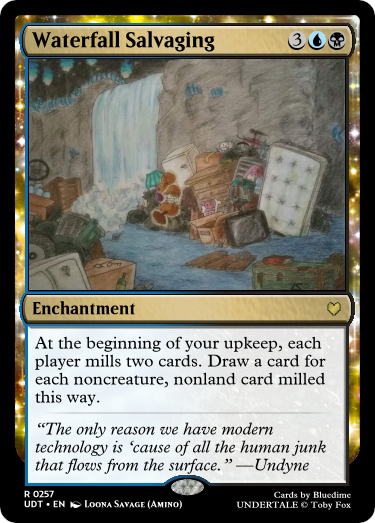 Waterfall Salvaging 3
Enchantment
At the beginning of your upkeep, each
player mills two cards. Draw a card for
each noncreature, nonland card milled
this way.
“The only reason we have modern
technology is ‘cause of all the human junk
that flows from the surface.” —Undyne
R 0257
UDT • EN Loona Savage (Amino)
Cards by Bluedime
UNDERTALE © Toby Fox